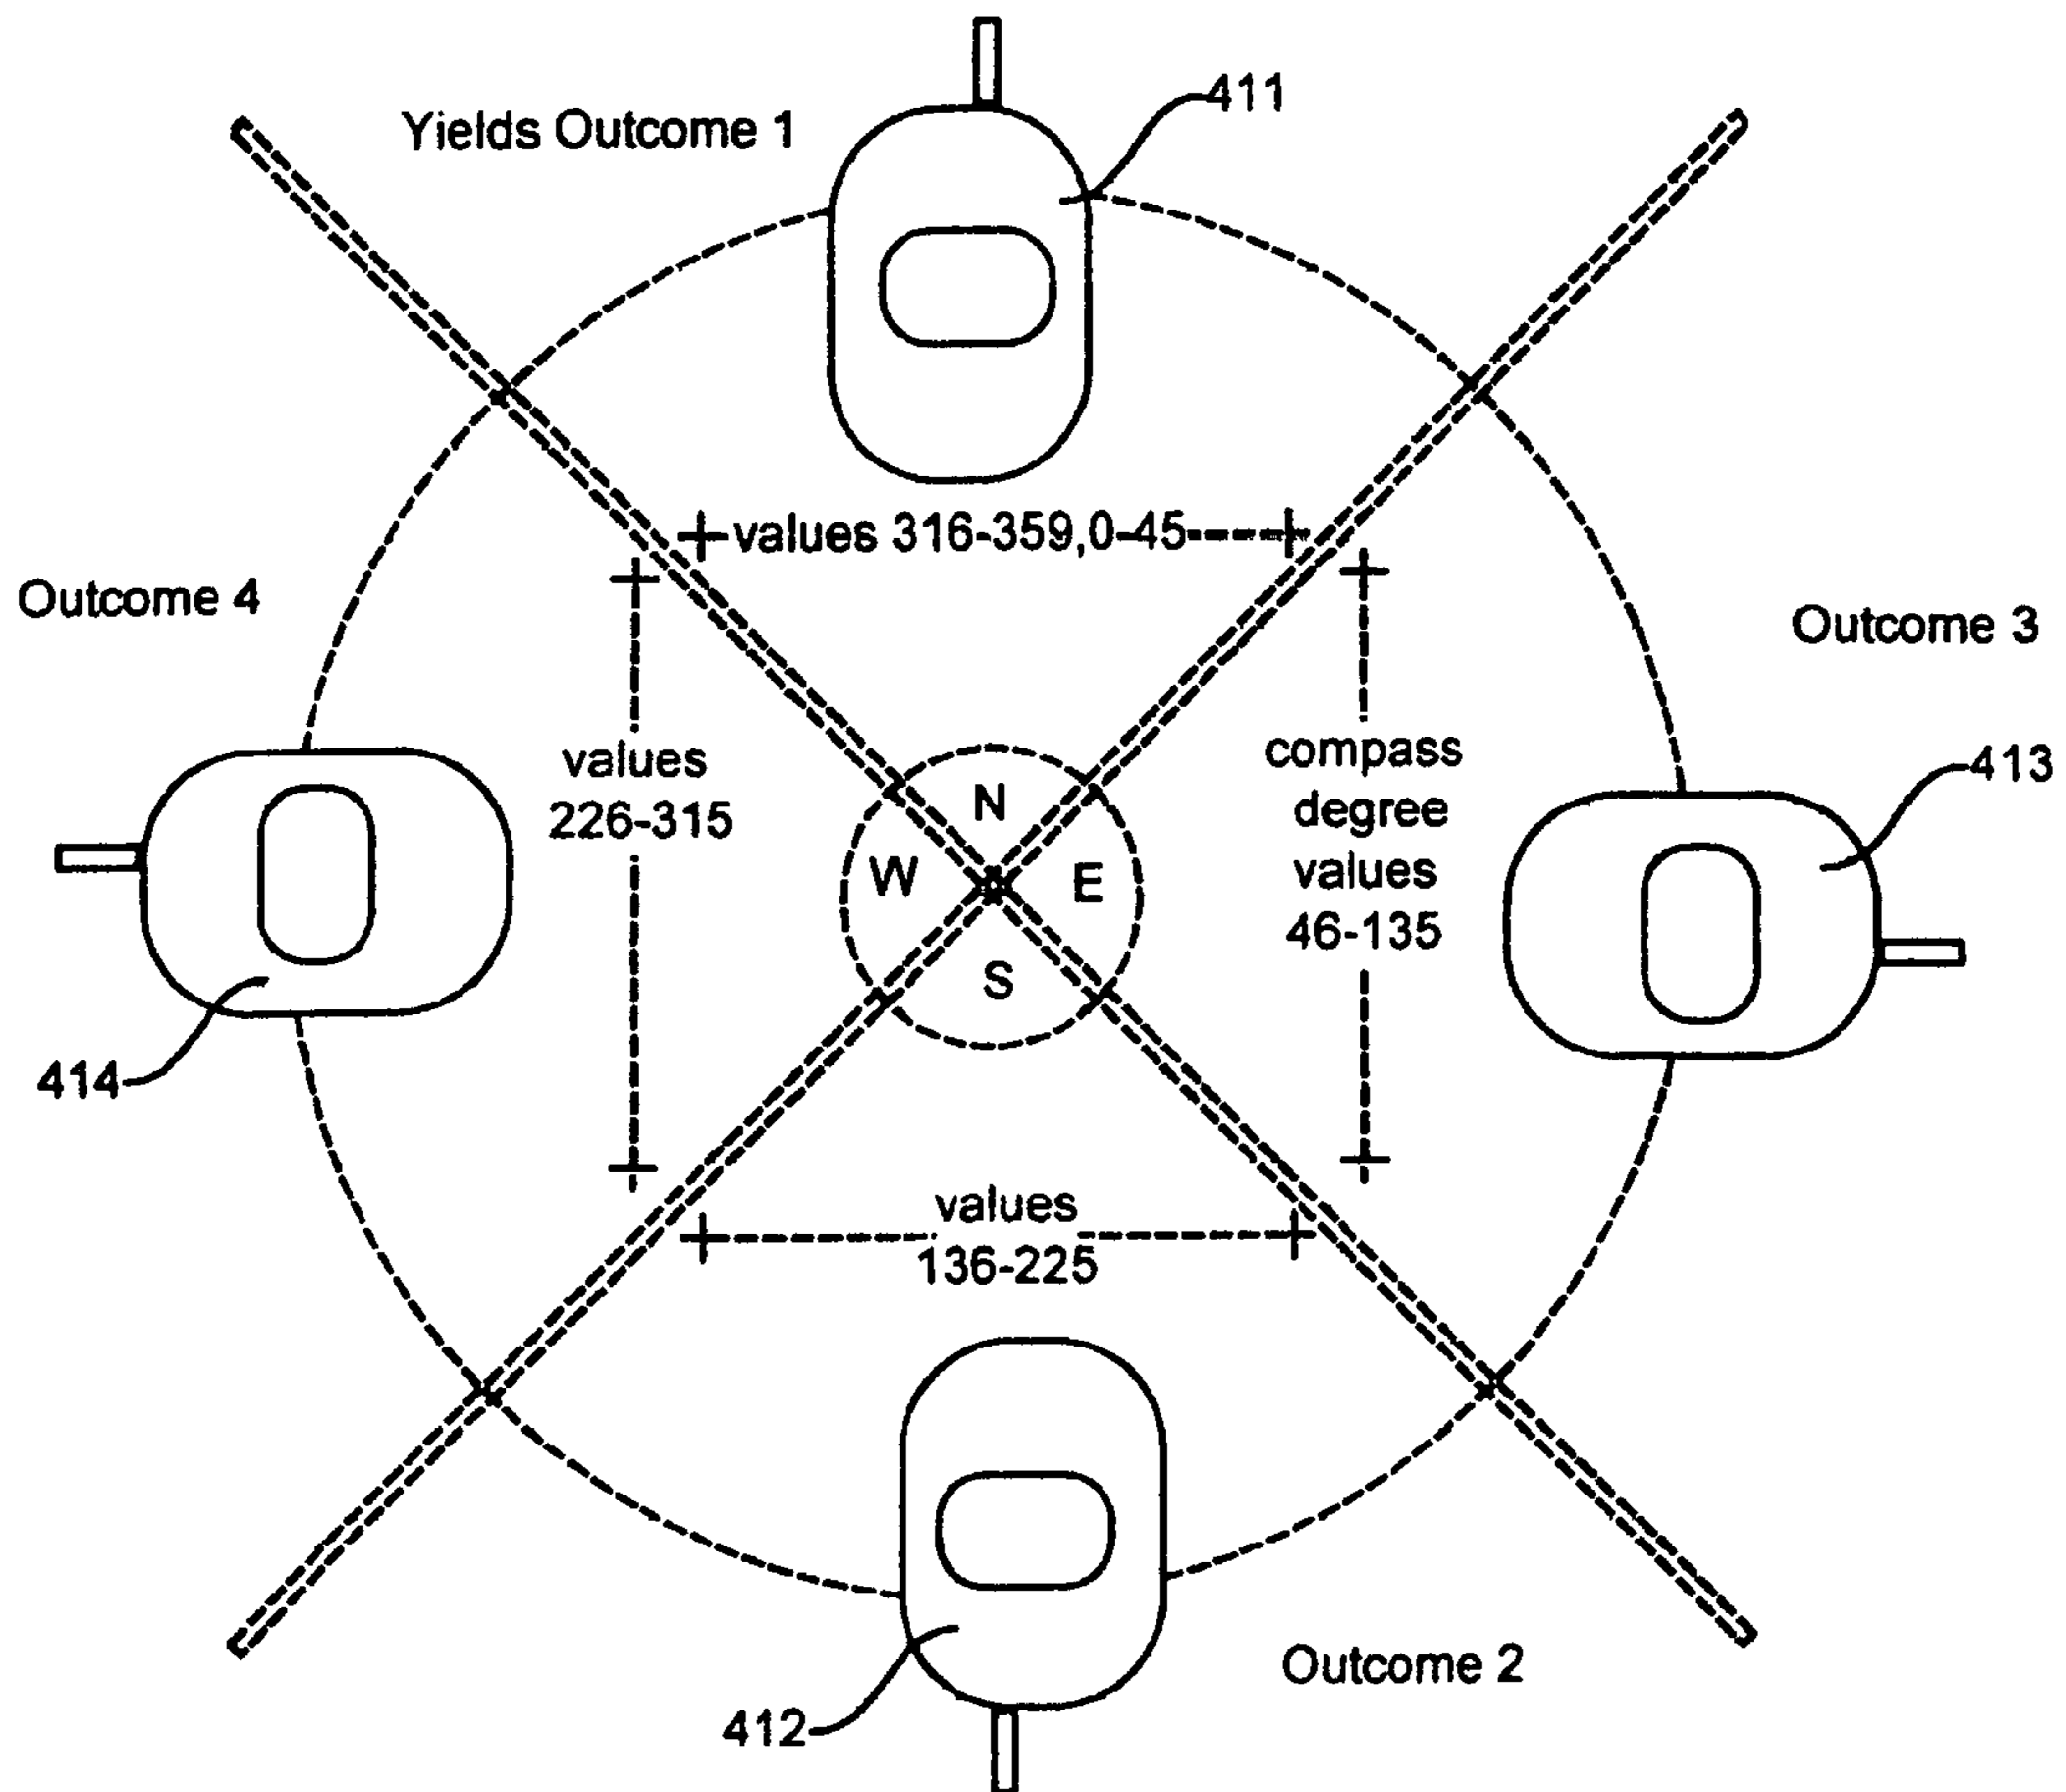 411
Yields Outcome 1
values 316-359,0-45
Outcome 4
Outcome 3
values
226-315
compass
degree
values
46-135
413
N
W
E
S
414
values
136-225
Outcome 2
412